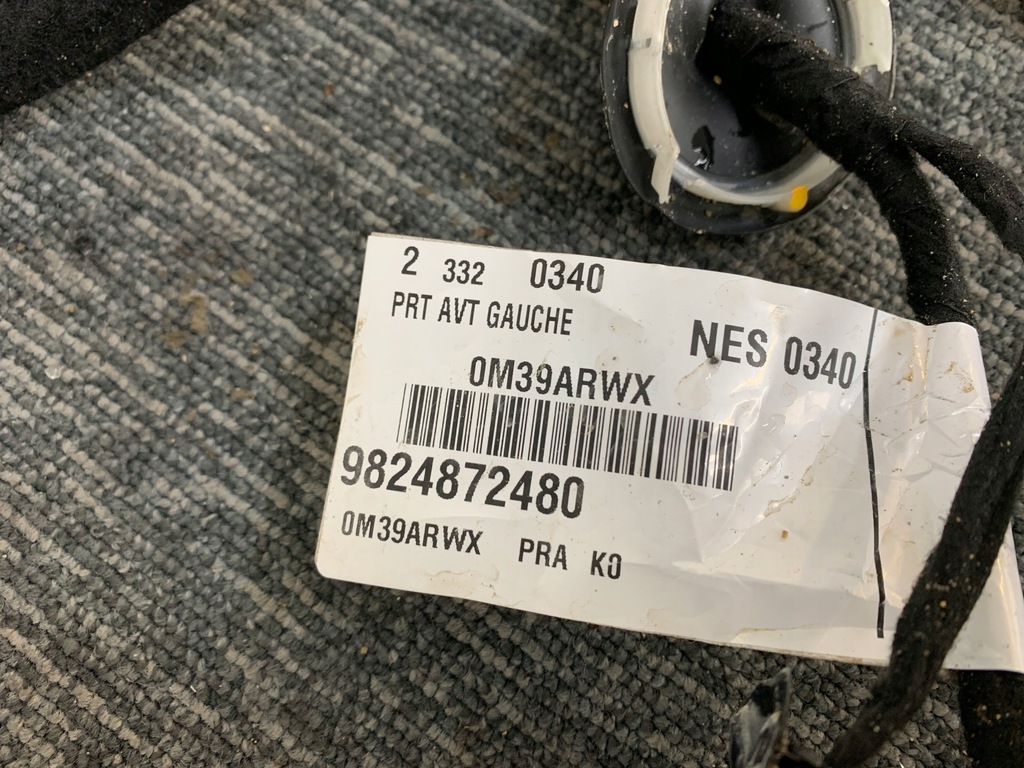 2 332 0340
PRT AVT GAUCHE
NES 0340
0M39ARWX
9824872480
0M39ARWX PRA K0